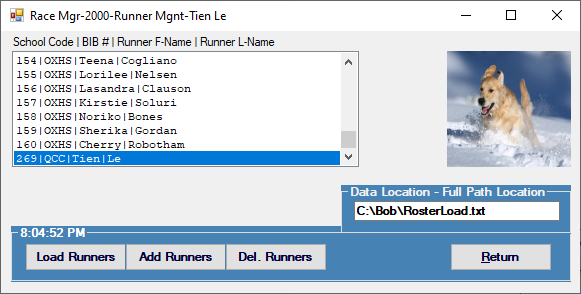 Race Mgr-2000-Runner Mgnt-Tien Le
School Code | BIB # | Runner F-Name | Runner L-Name
154|OXHS|Teena|Cogliano
155|OXHS|Lorilee|Nelsen
156|OXHS|Lasandra|Clauson
157|OXHS|Kirstie|Soluri
158|OXHS|Noriko|Bones
159|OXHS|Sherika|Gordan
160|OXHS|Cherry|Robotham
269|QCC|Tien|Le
Data Location - Full Path Location
C:\Bob\RosterLoad.txt
8:04:52 PM
Load Runners
Add Runners
Del. Runners
Return